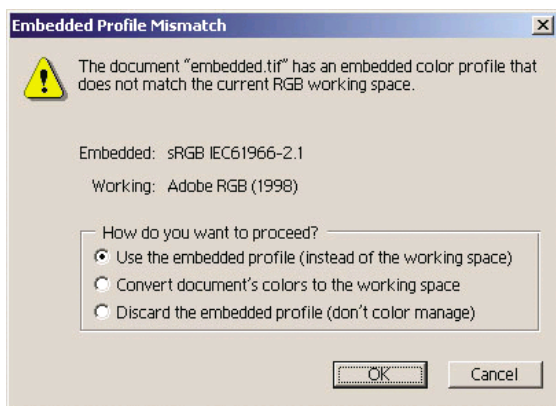 Embedded Profile Mismatch
The document "embedded.tif" has an embedded color profile that
does not match the current RGB working space.
Embedded: sRGB IEC61966-2.1
Working: Adobe RGB (1998)
How do you want to proceed?
Use the embedded profile (instead of the working space)
Convert document's colors to the working space
Discard the embedded profile (don't color manage)
OK Cancel